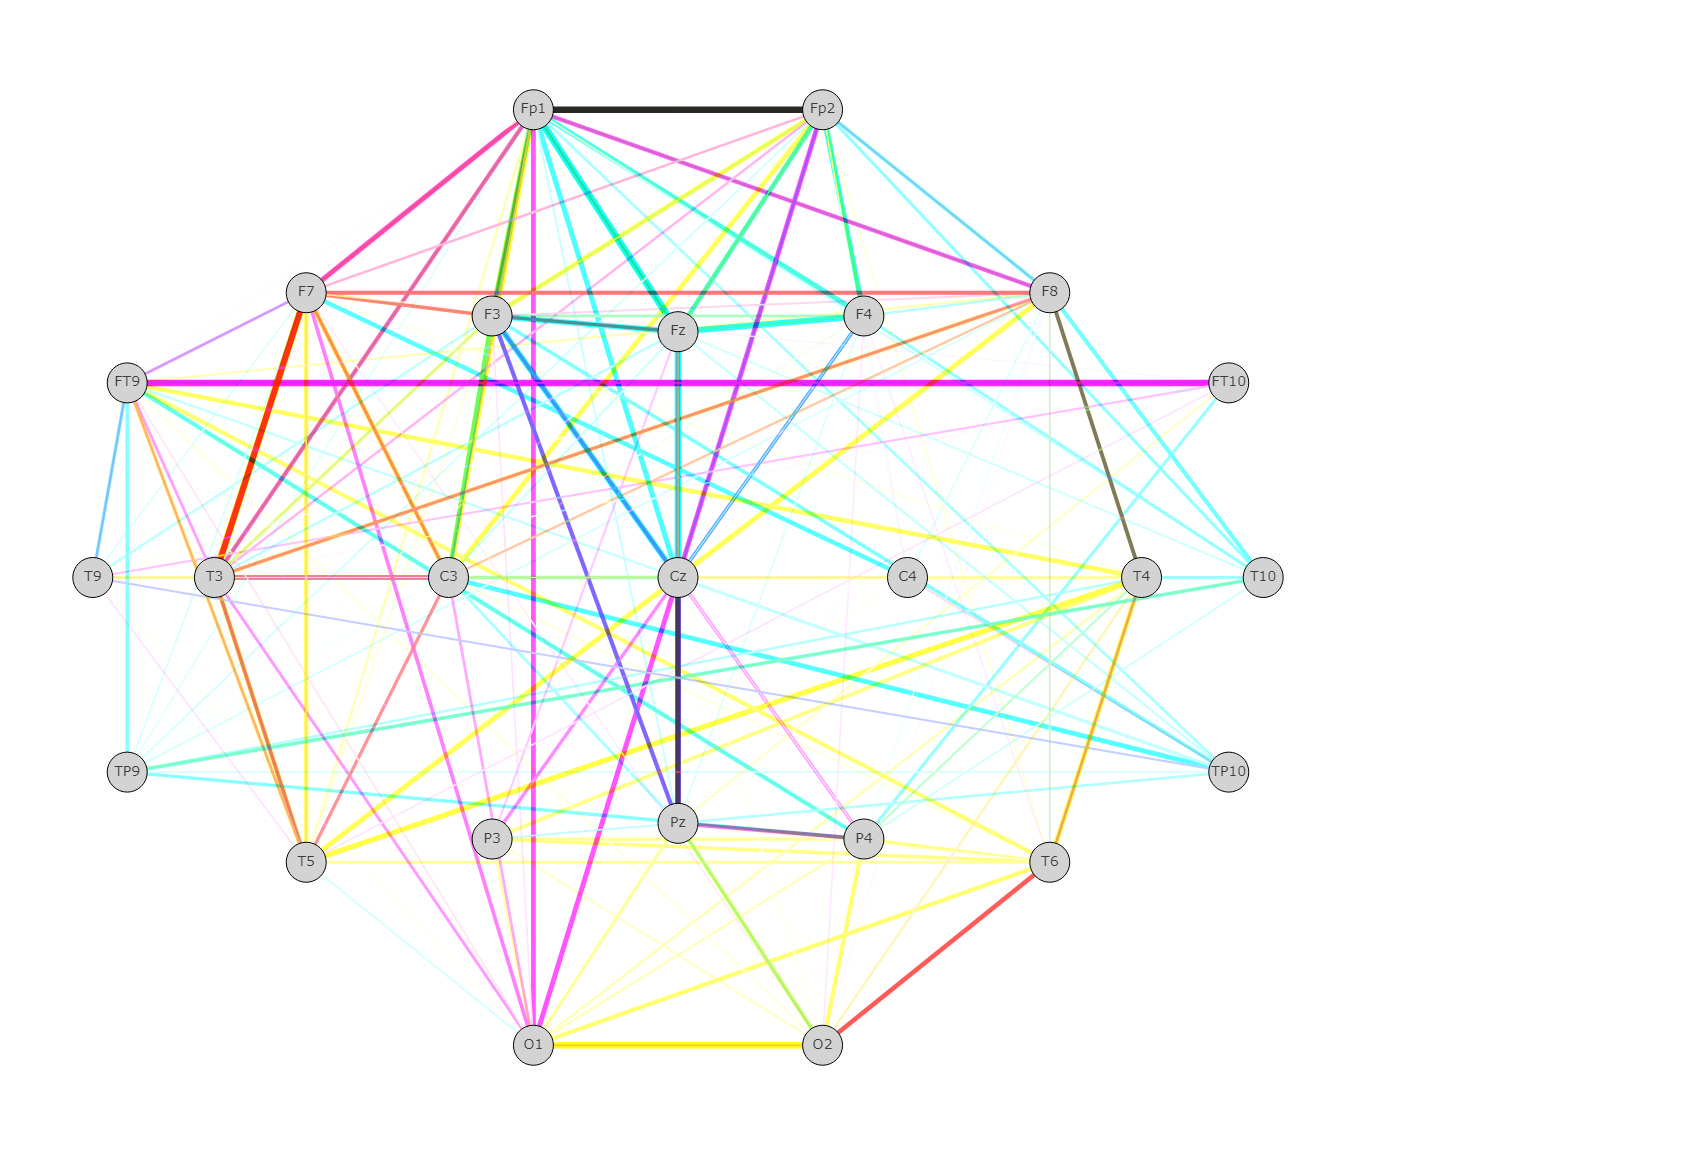 Fp1 Fp2
F7 F3 Fz F4 F8
FT9 FT10
T9 T3 C3 Cz C4 T4 T10
TP9 TP10
T5 P3 Pz P4 T6
O1 O2